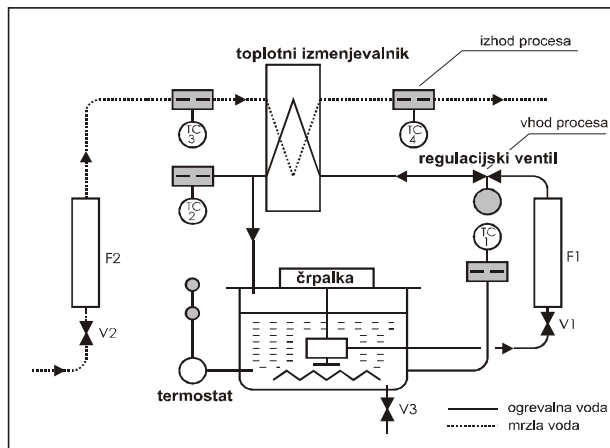 izhod procesa
toplotni izmenjevalnik
TC
3
TC
4
vhod procesa
regulacijski ventil
TC
2
TC
1
F2
F1
črpalka
V2
V1
termostat
V3
ogrevalna voda
mrzla voda